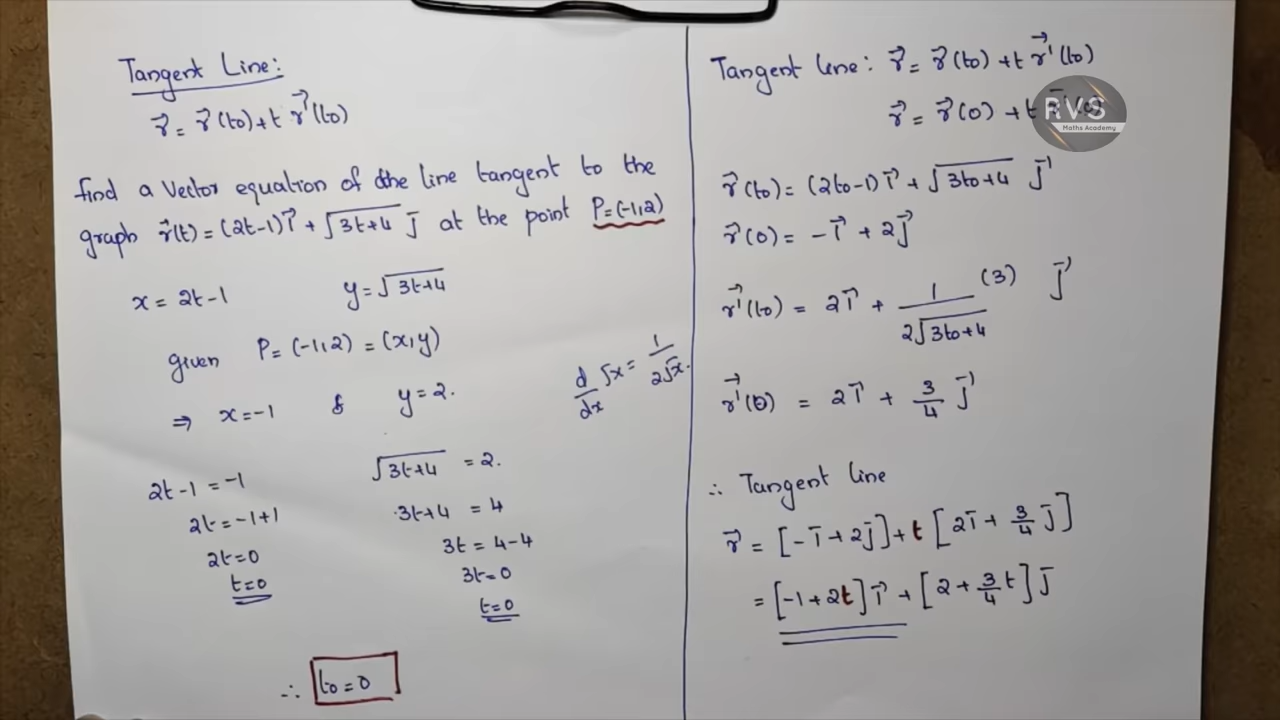 Tangent Line:
r⃗ = r⃗(t₀) + t r⃗'(t₀)
find a vector equation of the line tangent to the
graph r⃗(t) = (2t-1)i⃗ + √(3t+4) j⃗ at the point P=(-1,2)
x = 2t-1    y = √(3t+4)
given P = (-1,2) = (x,y)
⇒ x = -1 & y = 2.
d/dx √x = 1/(2√x).
2t-1 = -1
2t = -1+1
2t = 0
t = 0
√(3t+4) = 2.
3t+4 = 4
3t = 4-4
3t = 0
t = 0
∴ t₀ = 0
Tangent line: r⃗ = r⃗(t₀) + t r⃗'(t₀)
r⃗ = r⃗(0) + t
RVS
Maths Academy
r⃗(t₀) = (2t₀-1)i⃗ + √(3t₀+4) j⃗
r⃗(0) = -i⃗ + 2j⃗
r⃗'(t₀) = 2i⃗ + 1/(2√(3t₀+4)) (3) j⃗
r⃗'(0) = 2i⃗ + 3/4 j⃗
∴ Tangent line
r⃗ = [-i⃗ + 2j⃗] + t [2i⃗ + 3/4 j⃗]
= [-1+2t] i⃗ + [2 + 3/4 t] j⃗